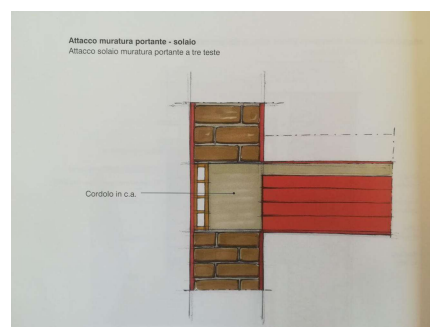 Attacco muratura portante - solaio
Attacco solaio muratura portante a tre teste
Cordolo in c.a.